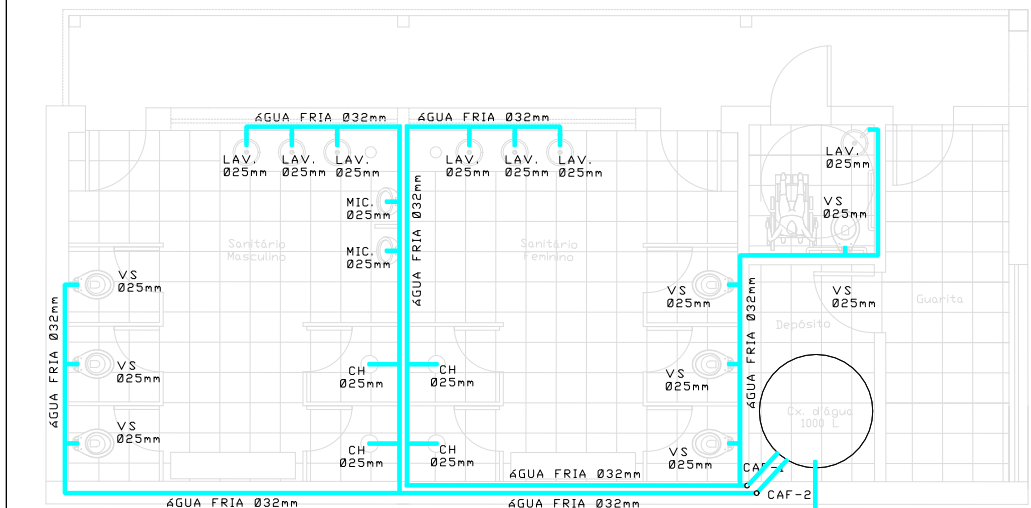 ÁGUA FRIA Ø32mm
ÁGUA FRIA Ø32mm
LAV.
Ø25mm
LAV.
Ø25mm
LAV.
Ø25mm
LAV.
Ø25mm
LAV.
Ø25mm
LAV.
Ø25mm
LAV.
Ø25mm
MIC.
Ø25mm
ÁGUA FRIA Ø32mm
VS
Ø25mm
MIC.
Ø25mm
Sanitário
Masculino
Sanitário
Feminino
VS
Ø25mm
VS
Ø25mm
VS
Ø25mm
Guarita
ÁGUA FRIA Ø32mm
ÁGUA FRIA Ø32mm
Depósito
VS
Ø25mm
CH
Ø25mm
CH
Ø25mm
VS
Ø25mm
Cx. d'água
1000 L
VS
Ø25mm
CH
Ø25mm
CH
Ø25mm
VS
Ø25mm
ÁGUA FRIA Ø32mm
CAF-1
CAF-2
ÁGUA FRIA Ø32mm
ÁGUA FRIA Ø32mm